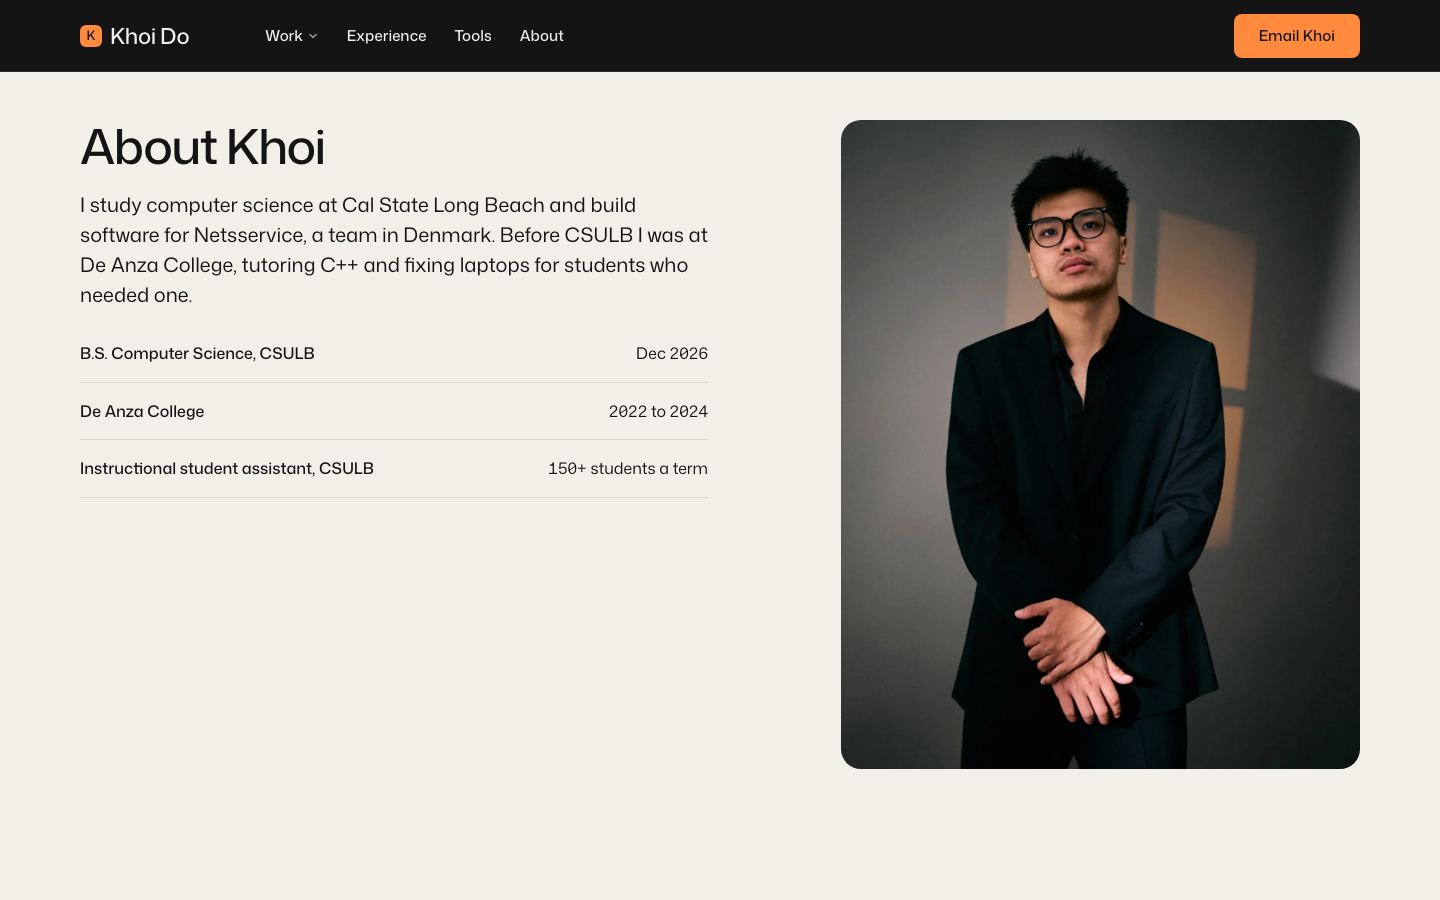 K Khoi Do
Work
Experience
Tools
About
Email Khoi
About Khoi
I study computer science at Cal State Long Beach and build
software for Netsservice, a team in Denmark. Before CSULB I was at
De Anza College, tutoring C++ and fixing laptops for students who
needed one.
B.S. Computer Science, CSULB
Dec 2026
De Anza College
2022 to 2024
Instructional student assistant, CSULB
150+ students a term